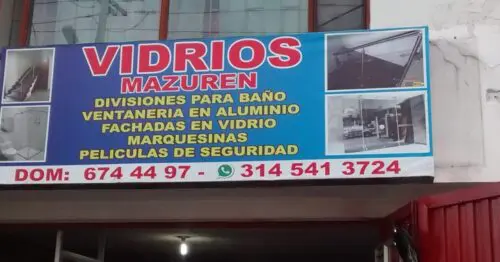 VIDRIOS
MAZUREN
DIVISIONES PARA BAÑO
VENTANERIA EN ALUMINIO
FACHADAS EN VIDRIO
MARQUESINAS
PELICULAS DE SEGURIDAD
DOM: 674 44 97 - 314 541 3724